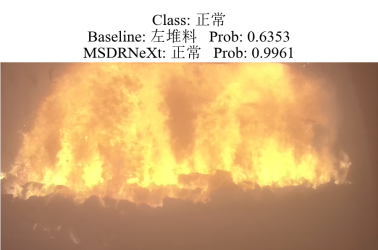 Class: 正常
Baseline: 左堆料 Prob: 0.6353
MSDRNeXt: 正常 Prob: 0.9961